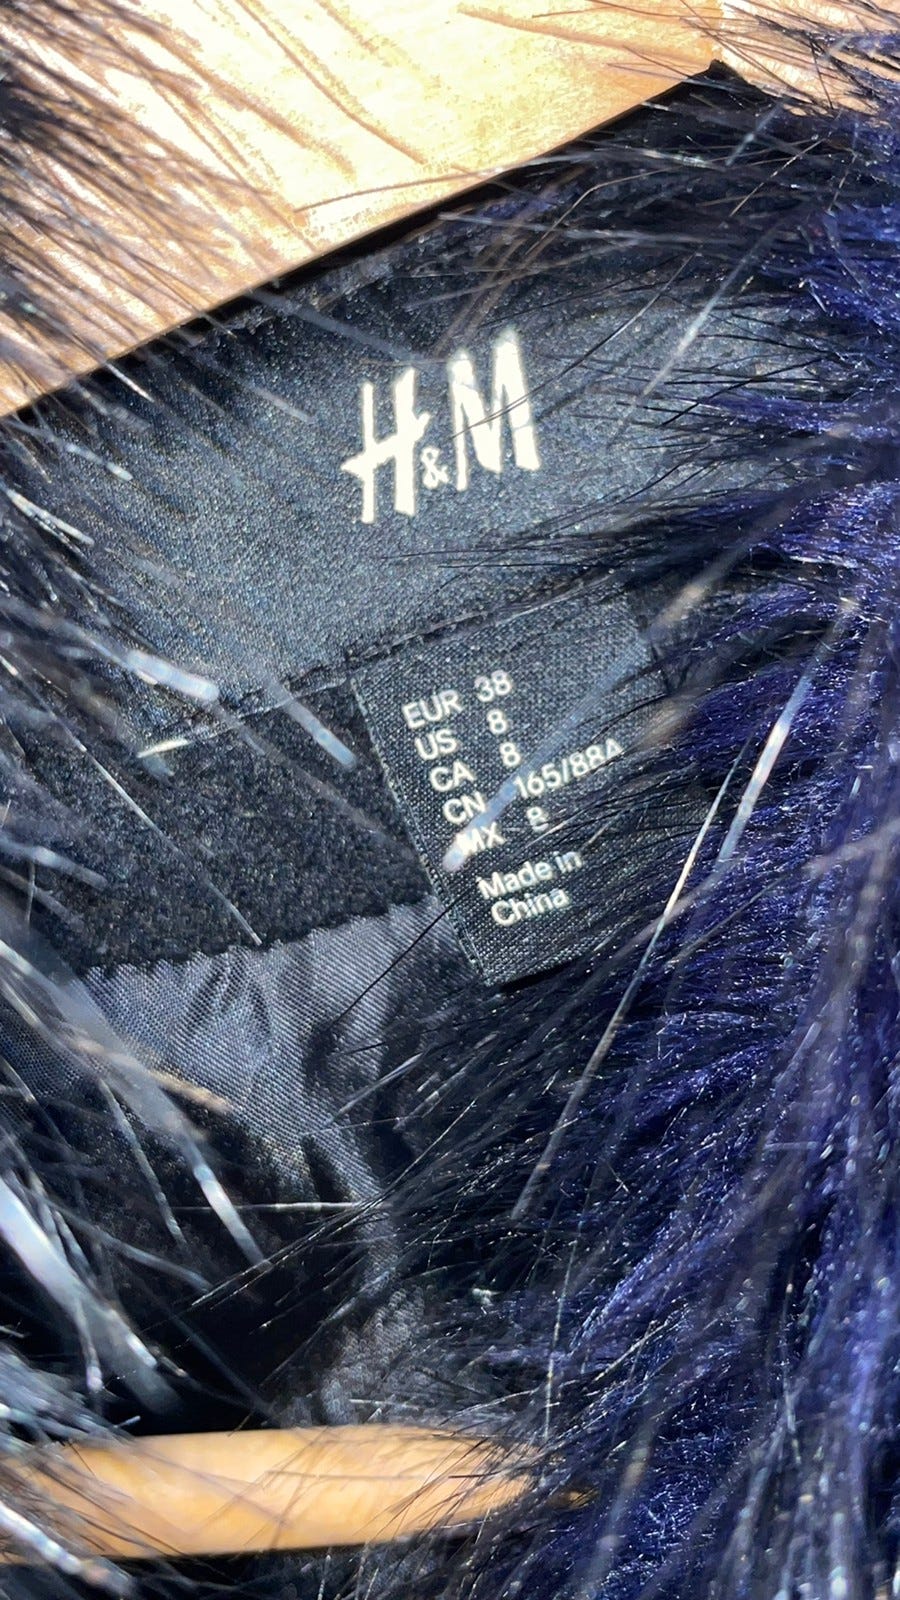 H&M
EUR 38
US 8
CA 8
CN 165/88A
MX 8
Made in
China